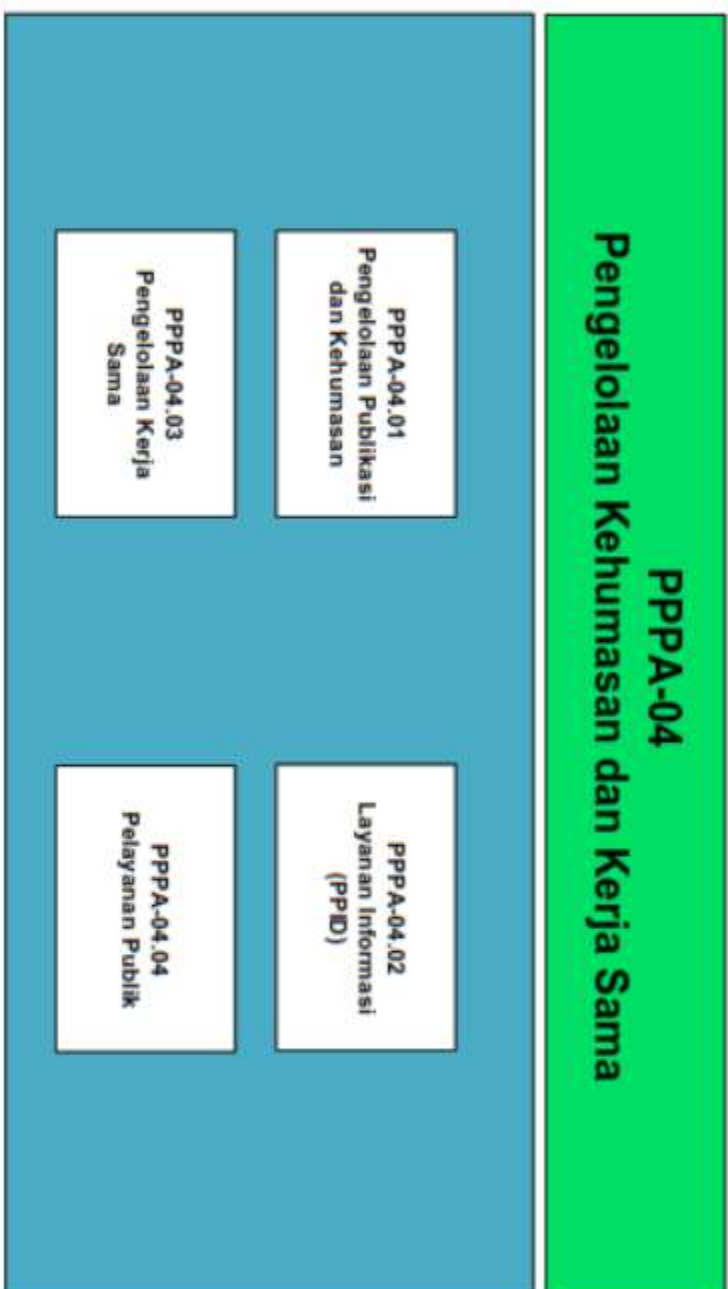 PPPA-04
Pengelolaan Kehumasan dan Kerja Sama
PPPA-04.01
Pengelolaan Publikasi
dan Kehumasan
PPPA-04.02
Layanan Informasi
(PPID)
PPPA-04.03
Pengelolaan Kerja
Sama
PPPA-04.04
Pelayanan Publik